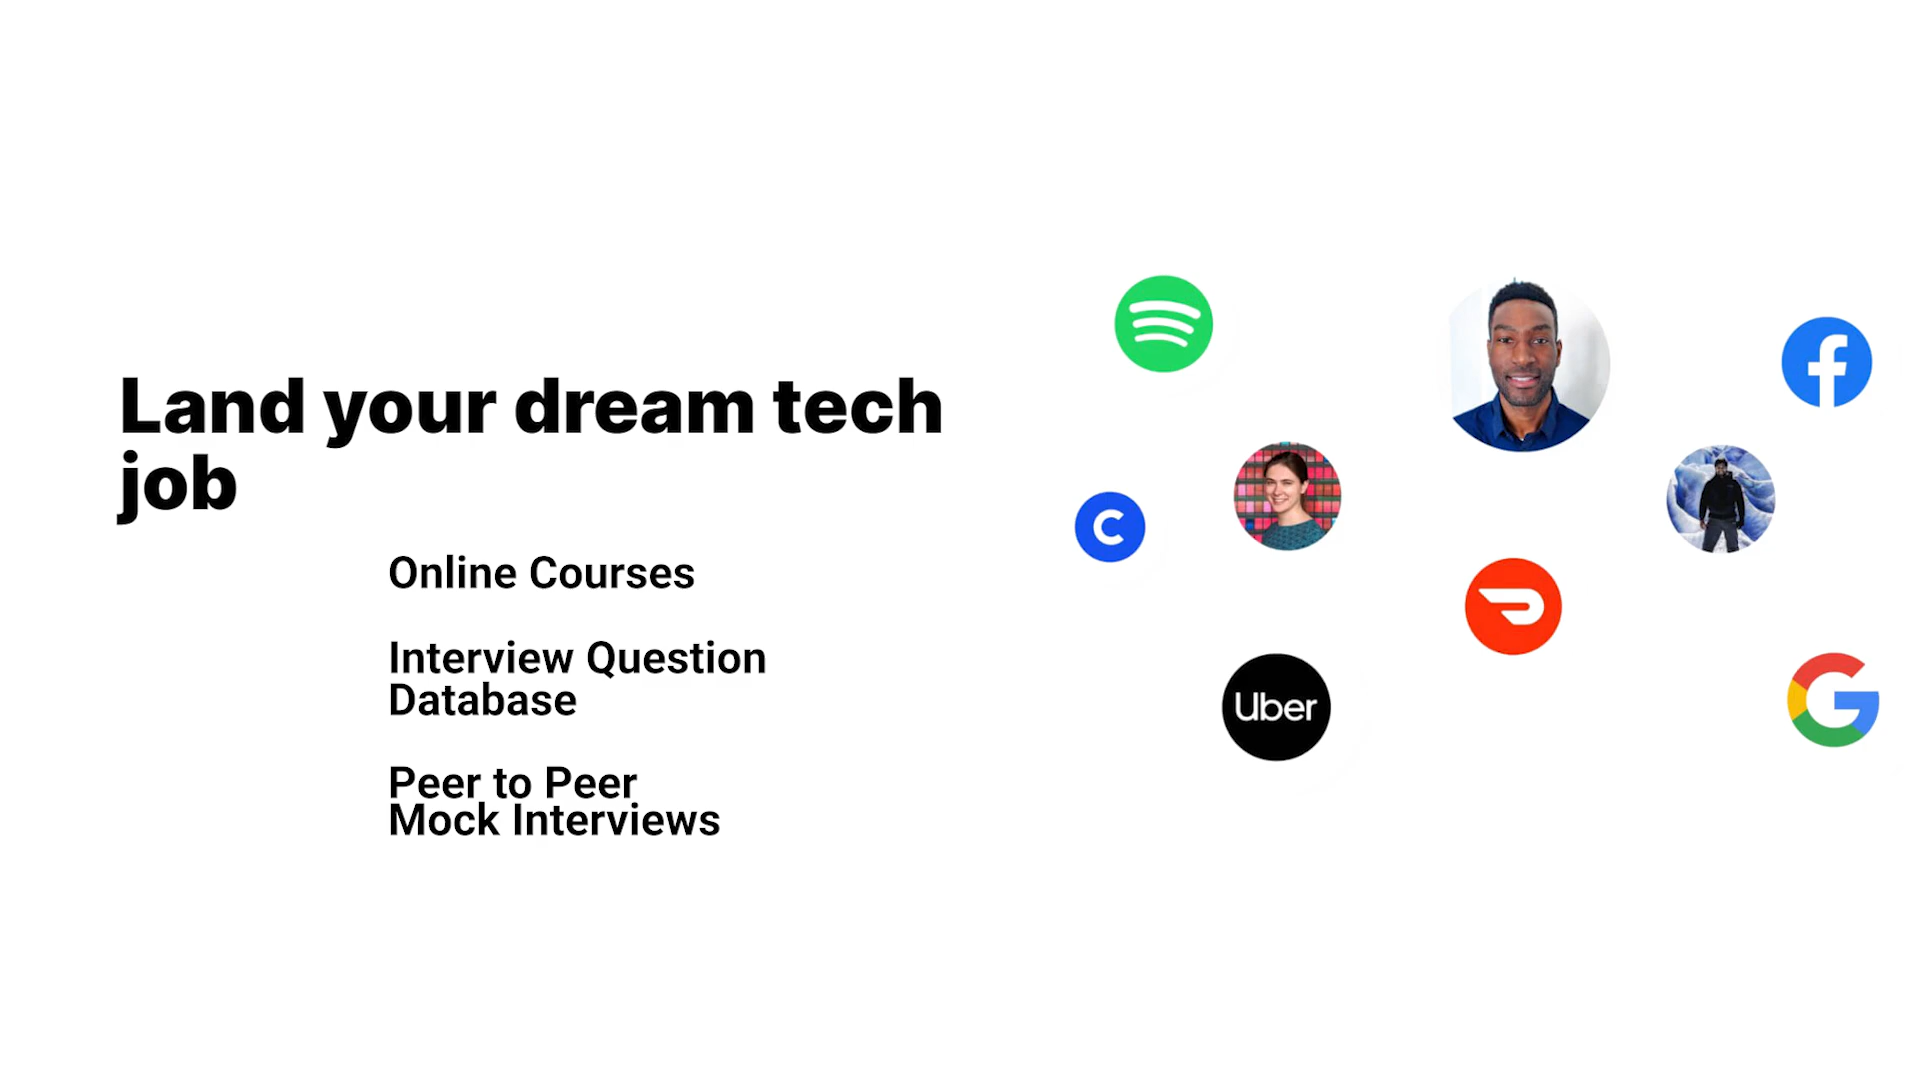 Land your dream tech
job
Online Courses
Interview Question
Database
Peer to Peer
Mock Interviews
Uber